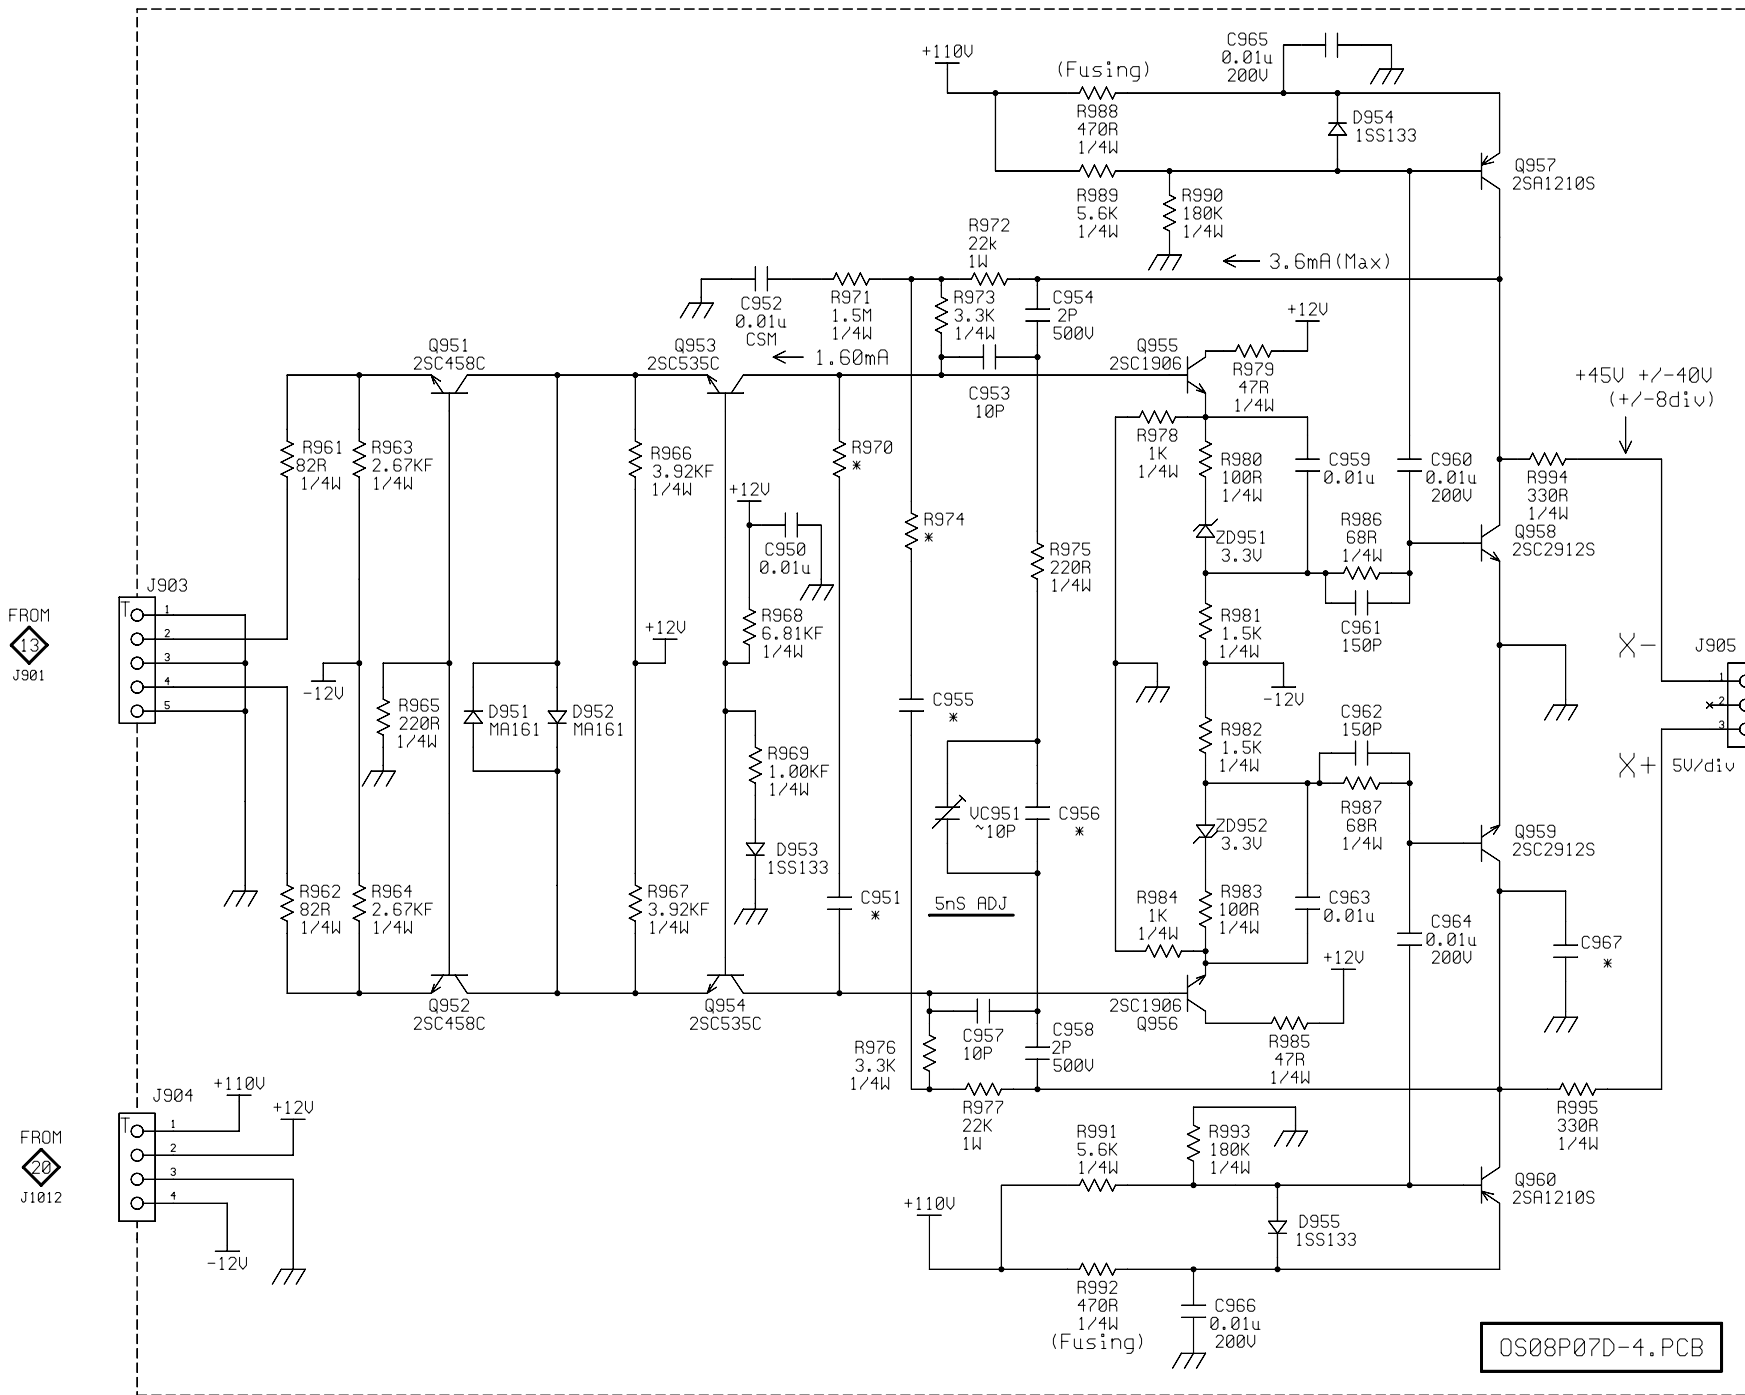 +110V
(Fusing)
R988
470R
1/4W
C965
0.01u
200V
D954
1SS133
Q957
2SA1210S
R989
5.6K
1/4W
R990
180K
1/4W
3.6mA(Max)
R972
22k
1W
C952
0.01u
CSM
R971
1.5M
1/4W
R973
3.3K
1/4W
C954
2P
500V
+12V
Q951
2SC458C
Q953
2SC535C
1.60mA
C953
10P
Q955
2SC1906
R979
47R
1/4W
+45V +/-40V
(+/-8div)
R961
82R
1/4W
R963
2.67KF
1/4W
R966
3.92KF
1/4W
R970
*
R978
1K
1/4W
R980
100R
1/4W
C959
0.01u
C960
0.01u
200V
R994
330R
1/4W
+12V
C950
0.01u
R974
*
R975
220R
1/4W
ZD951
3.3V
R986
68R
1/4W
Q958
2SC2912S
FROM
13
J901
J903
T
1
2
3
4
5
R968
6.81KF
1/4W
+12V
R981
1.5K
1/4W
C961
150P
X-
J905
1
2
3
-12V
R965
220R
1/4W
D951
MA161
D952
MA161
C955
*
-12V
R982
1.5K
1/4W
C962
150P
X+
5V/div
R969
1.00KF
1/4W
VC951
~10P
C956
*
R987
68R
1/4W
ZD952
3.3V
Q959
2SC2912S
D953
1SS133
R962
82R
1/4W
R964
2.67KF
1/4W
R967
3.92KF
1/4W
C951
*
5nS ADJ
R984
1K
1/4W
R983
100R
1/4W
C963
0.01u
C964
0.01u
200V
C967
*
+12V
Q952
2SC458C
Q954
2SC535C
2SC1906
Q956
R985
47R
1/4W
R976
3.3K
1/4W
C957
10P
C958
2P
500V
R977
22K
1W
R995
330R
1/4W
FROM
20
J1012
J904
T
1
2
3
4
+110V
+12V
-12V
R991
5.6K
1/4W
R993
180K
1/4W
Q960
2SA1210S
+110V
D955
1SS133
R992
470R
1/4W
(Fusing)
C966
0.01u
200V
OS08P07D-4.PCB